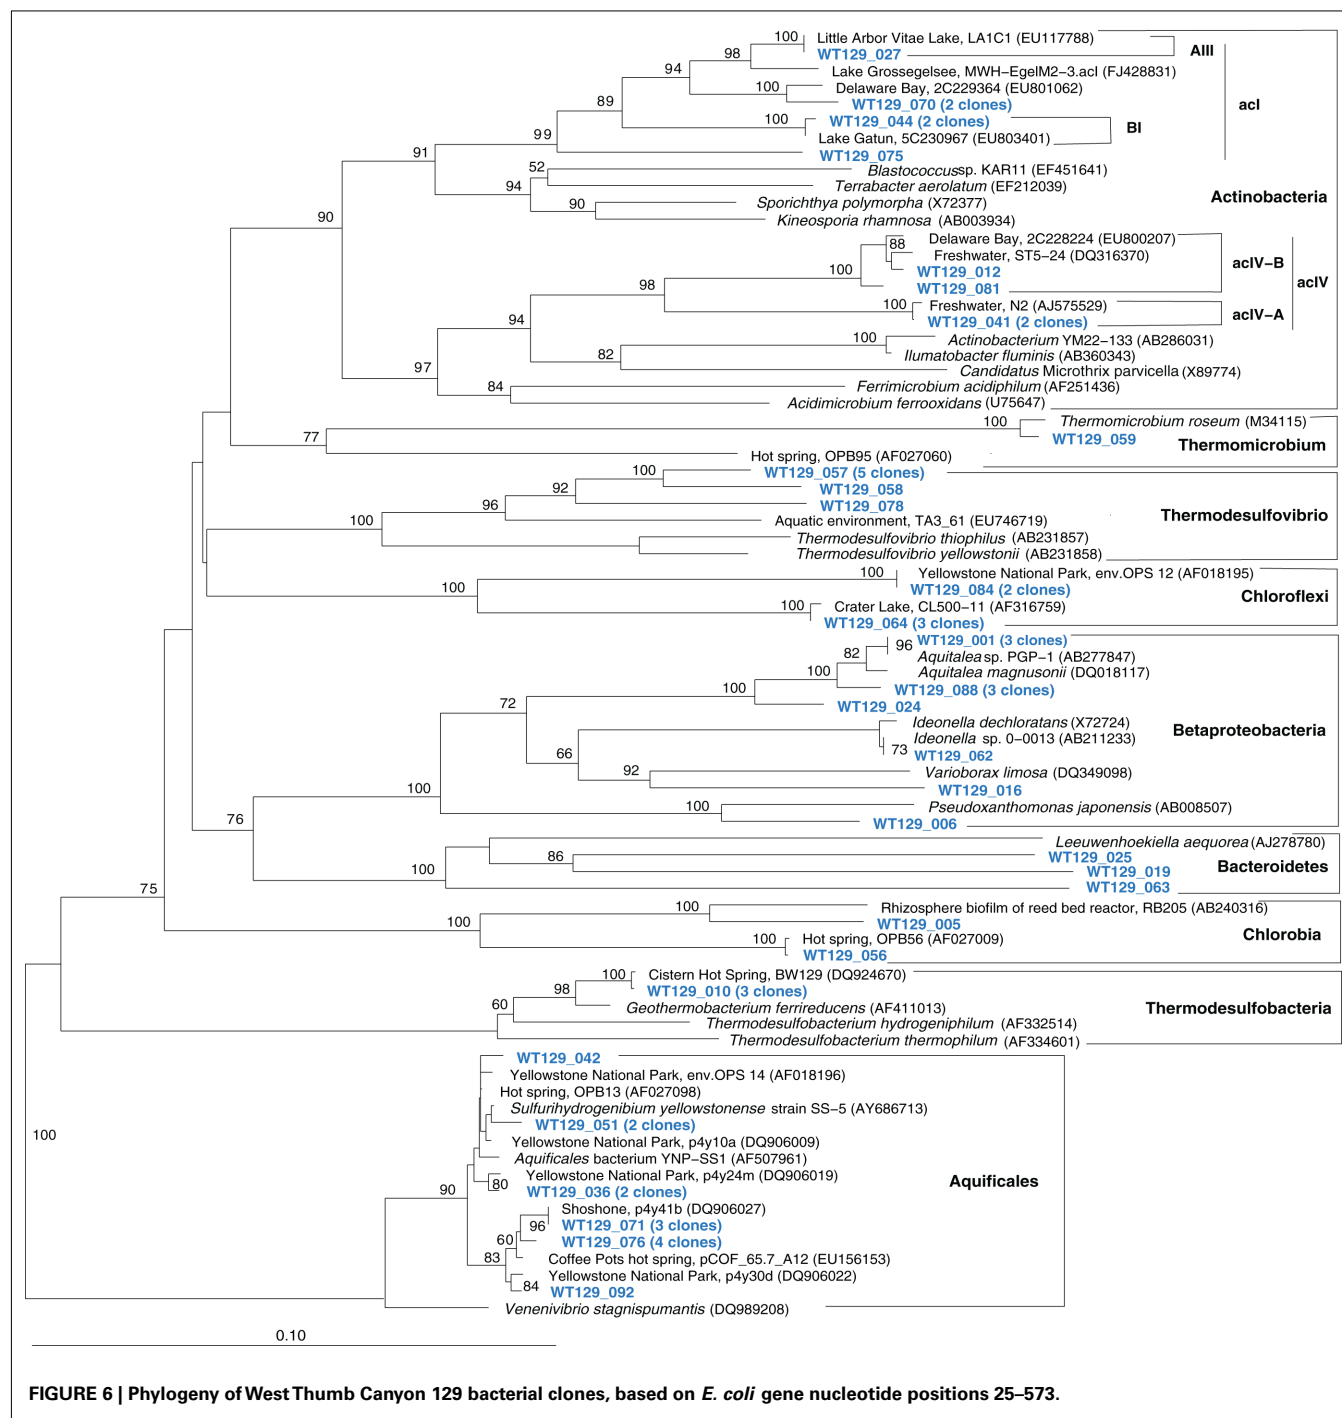 100 Little Arbor Vitae Lake, LA1C1 (EU117788)
98 WT129_027 AIII
94 Lake Grossegelsee, MWH-EgelM2-3.acI (FJ428831)
100 Delaware Bay, 2C229364 (EU801062)
89 WT129_070 (2 clones) acI
100 WT129_044 (2 clones) BI
99 Lake Gatun, 5C230967 (EU803401)
91 WT129_075
52 Blastococcus sp. KAR11 (EF451641)
94 Terrabacter aerolatum (EF212039)
90 Sporichthya polymorpha (X72377) Actinobacteria
90 Kineosporia rhamnosa (AB003934)
88 Delaware Bay, 2C228224 (EU800207)
Freshwater, ST5-24 (DQ316370)
100 WT129_012 acIV-B
98 WT129_081 acIV
100 Freshwater, N2 (AJ575529)
94 WT129_041 (2 clones) acIV-A
100 Actinobacterium YM22-133 (AB286031)
82 Ilumatobacter fluminis (AB360343)
97 Candidatus Microthrix parvicella (X89774)
84 Ferrimicrobium acidiphilum (AF251436)
Acidimicrobium ferrooxidans (U75647)
100 Thermomicrobium roseum (M34115)
77 WT129_059 Thermomicrobium
Hot spring, OPB95 (AF027060)
100 WT129_057 (5 clones)
92 WT129_058
96 WT129_078 Thermodesulfovibrio
100 Aquatic environment, TA3_61 (EU746719)
Thermodesulfovibrio thiophilus (AB231857)
Thermodesulfovibrio yellowstonii (AB231858)
100 Yellowstone National Park, env.OPS 12 (AF018195)
100 WT129_084 (2 clones) Chloroflexi
100 Crater Lake, CL500-11 (AF316759)
WT129_064 (3 clones)
96 WT129_001 (3 clones)
82 Aquitalea sp. PGP-1 (AB277847)
100 Aquitalea magnusonii (DQ018117)
100 WT129_088 (3 clones)
72 WT129_024
Ideonella dechloratans (X72724) Betaproteobacteria
Ideonella sp. 0-0013 (AB211233)
66 73 WT129_062
92 Varioborax limosa (DQ349098)
100 WT129_016
100 Pseudoxanthomonas japonensis (AB008507)
76 WT129_006
Leeuwenhoekiella aequorea (AJ278780)
86 WT129_025
100 WT129_019 Bacteroidetes
75 WT129_063
100 Rhizosphere biofilm of reed bed reactor, RB205 (AB240316)
100 WT129_005 Chlorobia
100 Hot spring, OPB56 (AF027009)
WT129_056
100 Cistern Hot Spring, BW129 (DQ924670)
98 WT129_010 (3 clones)
60 Geothermobacterium ferrireducens (AF411013) Thermodesulfobacteria
Thermodesulfobacterium hydrogeniphilum (AF332514)
Thermodesulfobacterium thermophilum (AF334601)
WT129_042
Yellowstone National Park, env.OPS 14 (AF018196)
Hot spring, OPB13 (AF027098)
Sulfurihydrogenibium yellowstonense strain SS-5 (AY686713)
100 WT129_051 (2 clones)
Yellowstone National Park, p4y10a (DQ906009)
Aquificales bacterium YNP-SS1 (AF507961)
Yellowstone National Park, p4y24m (DQ906019) Aquificales
90 80 WT129_036 (2 clones)
Shoshone, p4y41b (DQ906027)
96 WT129_071 (3 clones)
60 WT129_076 (4 clones)
83 Coffee Pots hot spring, pCOF_65.7_A12 (EU156153)
Yellowstone National Park, p4y30d (DQ906022)
84 WT129_092
Venenivibrio stagnispumantis (DQ989208)
0.10
FIGURE 6 | Phylogeny of West Thumb Canyon 129 bacterial clones, based on E. coli gene nucleotide positions 25–573.